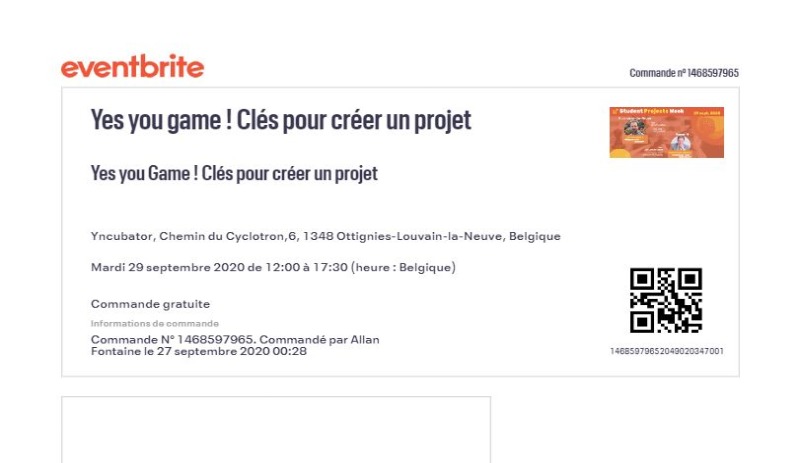 eventbrite
Commande nº 1468597965
Yes you game ! Clés pour créer un projet
Student Projects Week
Yes you Game ! Clés pour créer un projet
Yncubator, Chemin du Cyclotron,6, 1348 Ottignies-Louvain-la-Neuve, Belgique
Mardi 29 septembre 2020 de 12:00 à 17:30 (heure : Belgique)
Commande gratuite
Informations de commande
Commande N° 1468597965. Commandé par Allan
Fontaine le 27 septembre 2020 00:28
14685979652049020347001